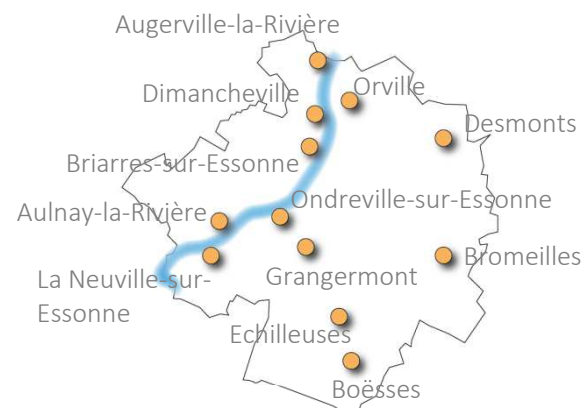 Augerville-la-Rivière
Dimancheville
Orville
Desmonts
Briarres-sur-Essonne
Ondreville-sur-Essonne
Aulnay-la-Rivière
Bromeilles
Grangermont
La Neuville-sur-
Essonne
Echilleuses
Boësses